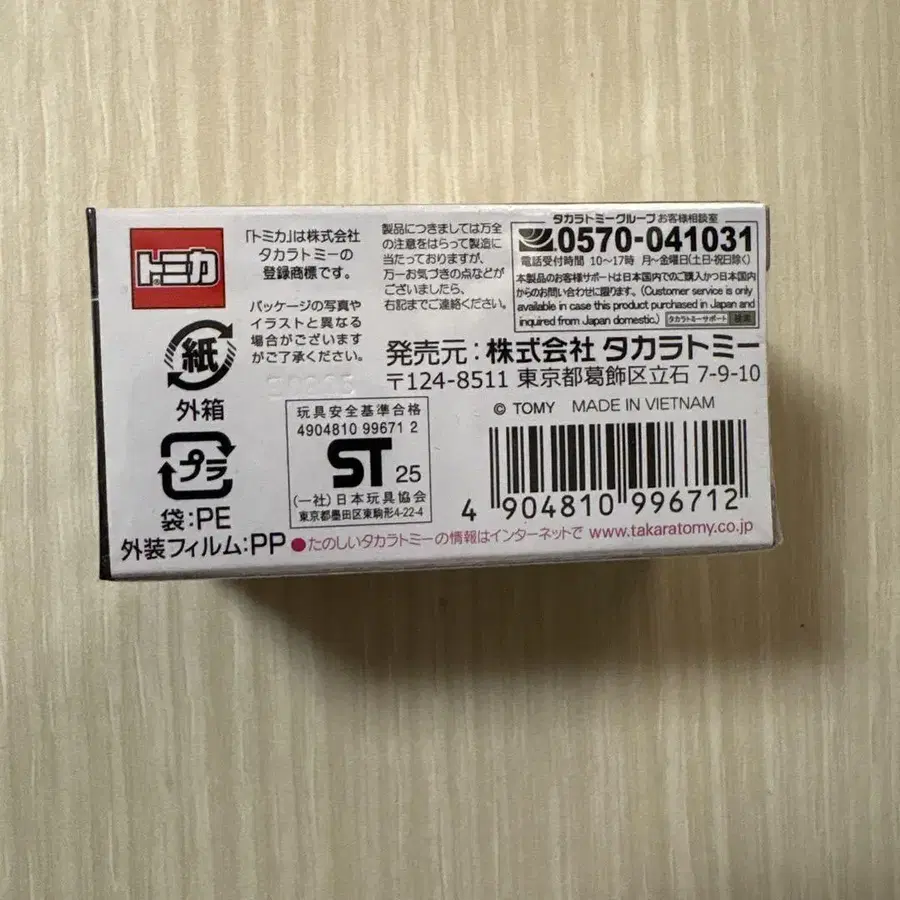 トミカ
「トミカ」は株式会社
タカラトミーの
登録商標です。
パッケージの写真や
イラストと異なる
場合がございます
がご了承ください。
製品につきましては万全
の注意をはらって製造に
当たっておりますが、
万一お気づきの点などが
ございましたら、
右記までご連絡ください。
タカラトミーグループ お客様相談室
0570-041031
電話受付時間 10〜17時 月〜金曜日(土日・祝日除く)
本製品のお客様サポートは日本国内でのご購入かつ日本国内
からのお問い合わせに限ります。(Customer service is only
available in case this product purchased in Japan and
inquired from Japan domestic.) タカラトミーサポート 検索
発売元:株式会社 タカラトミー
〒124-8511 東京都葛飾区立石 7-9-10
紙
外箱
プラ
袋:PE
外装フィルム:PP
玩具安全基準合格
4904810 99671 2
ST 25
(一社)日本玩具協会
東京都墨田区東駒形4-22-4
© TOMY MADE IN VIETNAM
4 904810 996712
●たのしいタカラトミーの情報はインターネットで www.takaratomy.co.jp